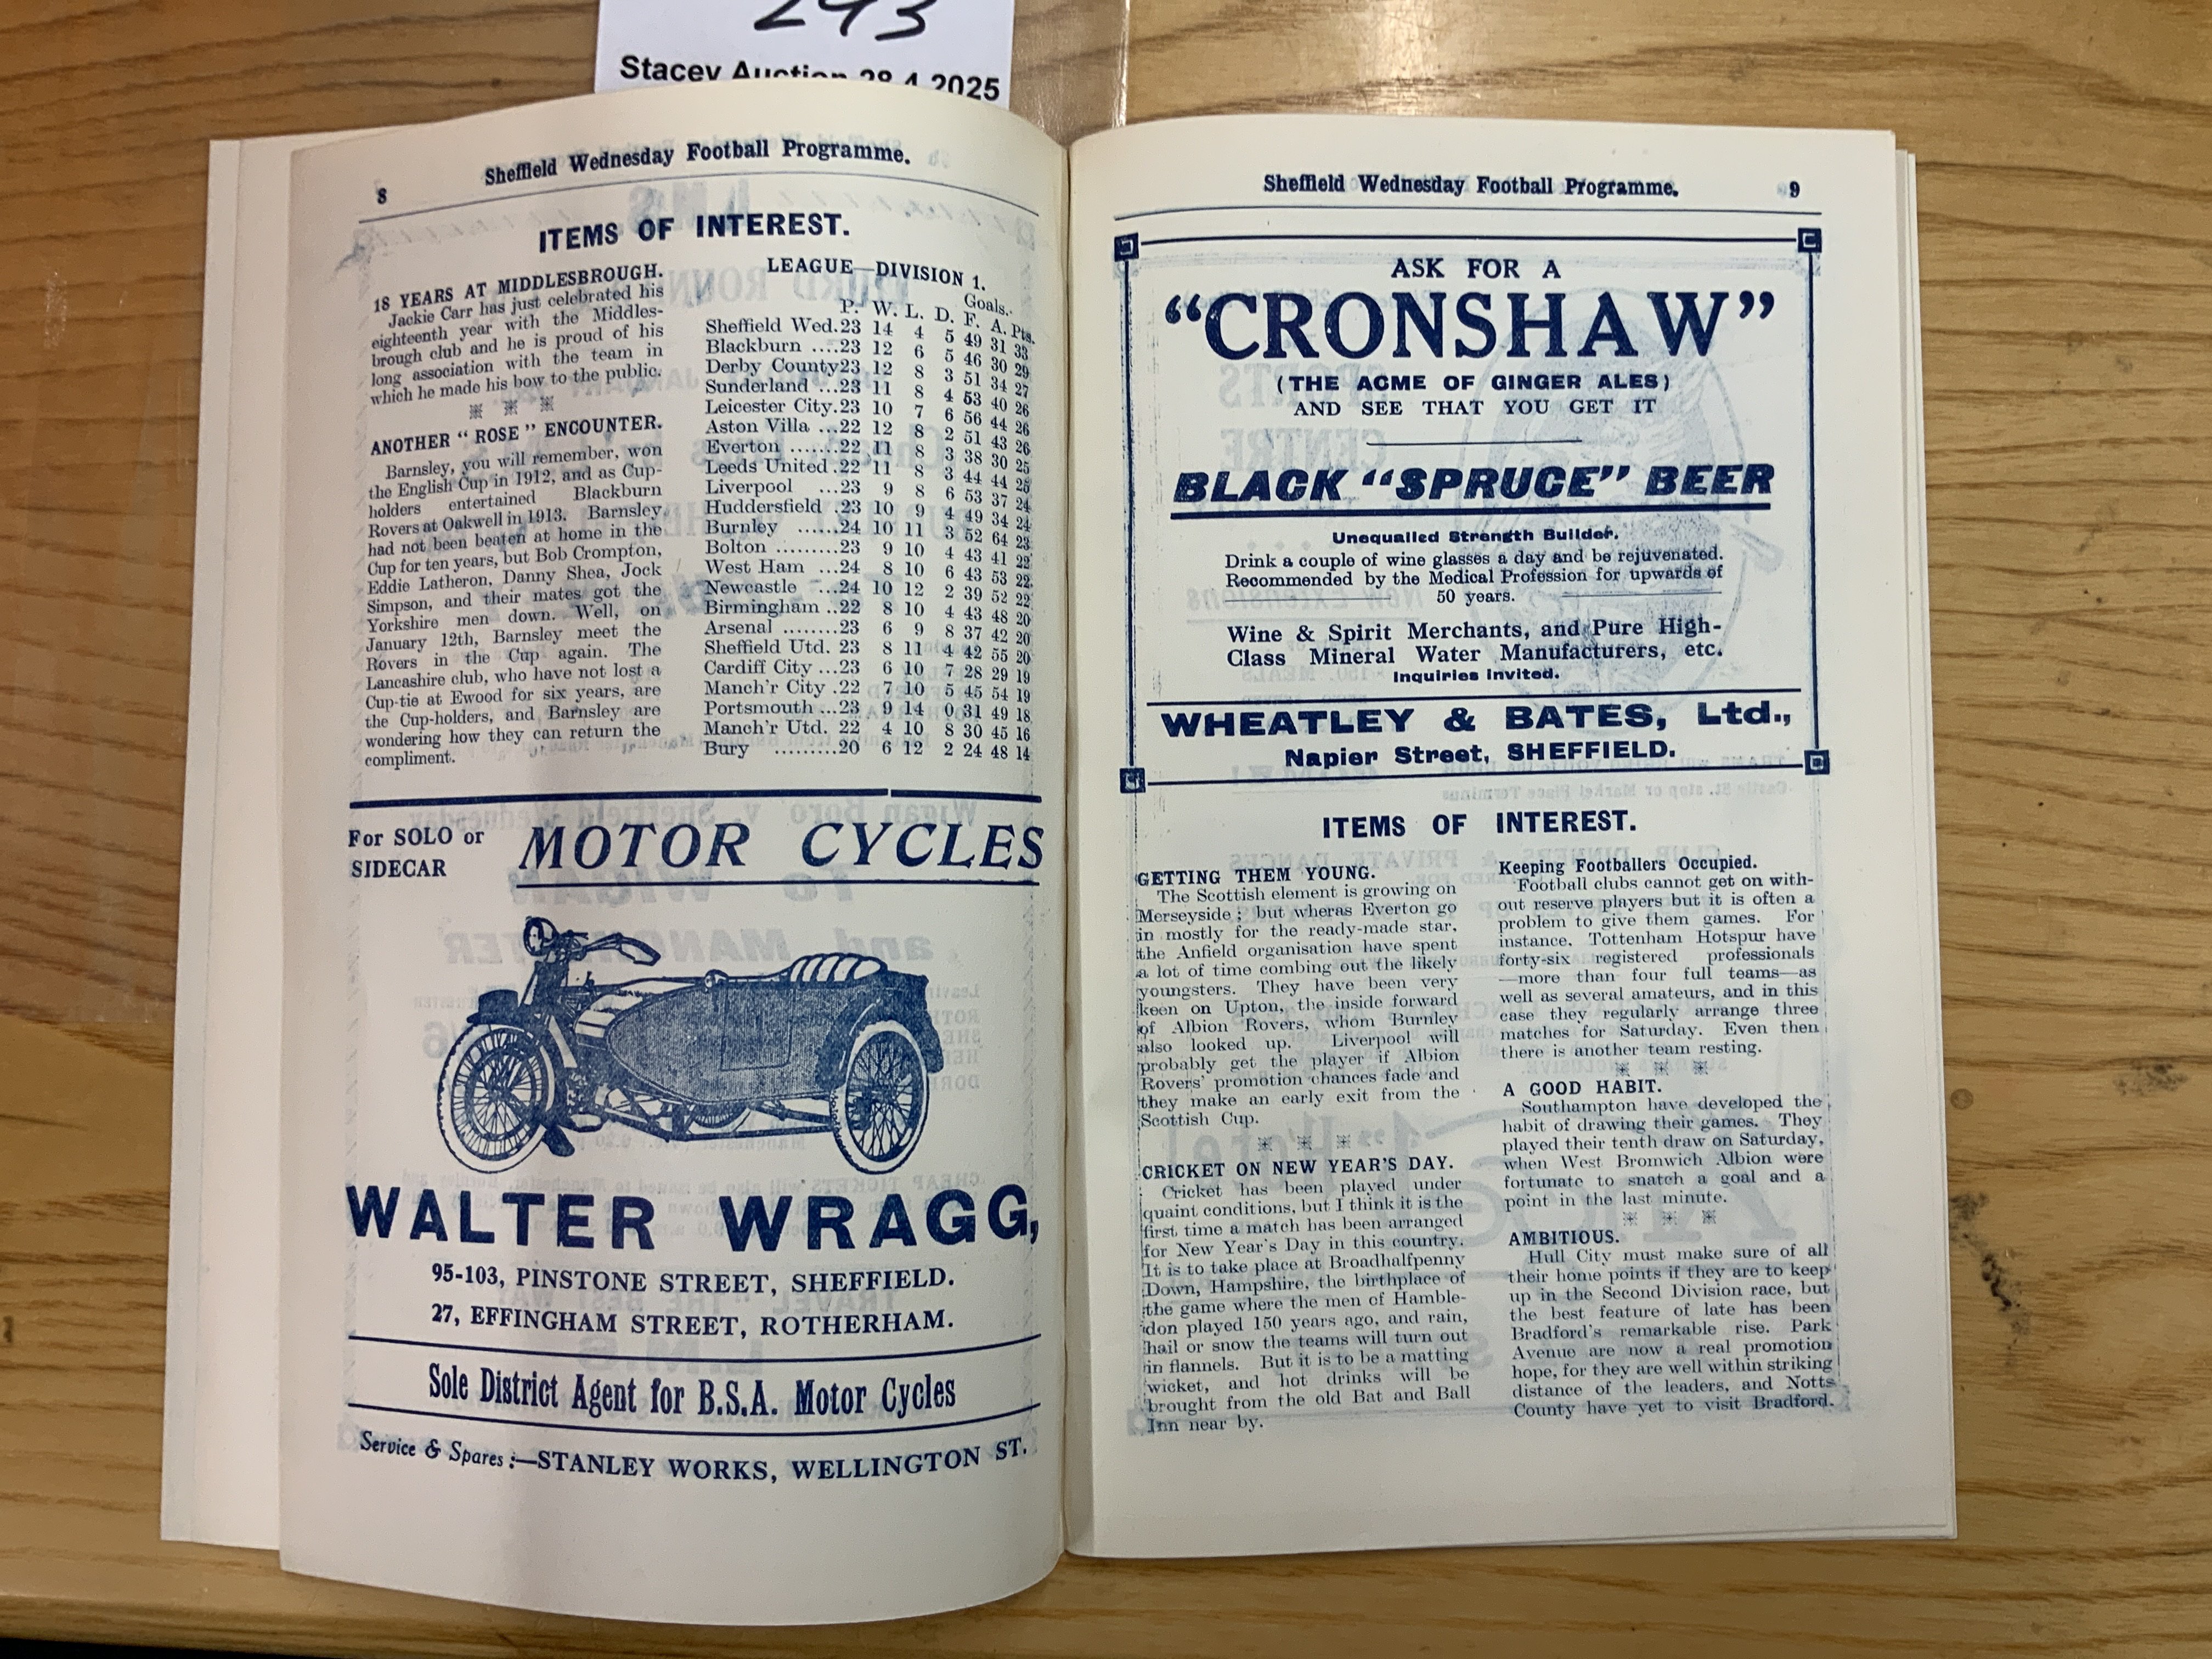 243
Stacey Auction 28 4 2025
Sheffield Wednesday Football Programme.
8
ITEMS OF INTEREST.
18 YEARS AT MIDDLESBROUGH.
Jackie Carr has just celebrated his
eighteenth year with the Middles-
brough club and he is proud of his
long association with the team in
which he made his bow to the public.
ANOTHER "ROSE" ENCOUNTER.
Barnsley, you will remember, won
the English Cup in 1912, and as Cup-
holders entertained Blackburn
Rovers at Oakwell in 1913. Barnsley
had not been beaten at home in the
Cup for ten years, but Bob Crompton,
Eddie Latheron, Danny Shea, Jock
Simpson, and their mates got the
Yorkshire men down. Well, on
January 12th, Barnsley meet the
Rovers in the Cup again. The
Lancashire club, who have not lost a
Cup-tie at Ewood for six years, are
the Cup-holders, and Barnsley are
wondering how they can return the
compliment.
LEAGUE—DIVISION 1.
Goals.
P. W. L. D. F. A. Pts.
Sheffield Wed.23 14 4 5 49 31 33
Blackburn ....23 12 6 5 46 30 29
Derby County23 12 8 3 51 34 27
Sunderland ...23 11 8 4 53 40 26
Leicester City.23 10 7 6 56 44 26
Aston Villa ...22 12 8 2 51 43 26
Everton .......22 11 8 3 38 30 25
Leeds United .22 11 8 3 44 44 25
Liverpool ...23 9 8 6 53 37 24
Huddersfield .23 10 9 4 49 34 24
Burnley ......24 10 11 3 52 64 23
Bolton .........23 9 10 4 43 41 22
West Ham ...24 8 10 6 43 53 22
Newcastle ...24 10 12 2 39 52 22
Birmingham ..22 8 10 4 43 48 20
Arsenal ........23 6 9 8 37 42 20
Sheffield Utd. 23 8 11 4 42 55 20
Cardiff City ...23 6 10 7 28 29 19
Manch'r City .22 7 10 5 45 54 19
Portsmouth ...23 9 14 0 31 49 18
Manch'r Utd. 22 4 10 8 30 45 16
Bury ..........20 6 12 2 24 48 14
For SOLO or
SIDECAR
MOTOR CYCLES
WALTER WRAGG,
95-103, PINSTONE STREET, SHEFFIELD.
27, EFFINGHAM STREET, ROTHERHAM.
Sole District Agent for B.S.A. Motor Cycles
Service & Spares:—STANLEY WORKS, WELLINGTON ST.
Sheffield Wednesday Football Programme.
9
ASK FOR A
"CRONSHAW"
(THE ACME OF GINGER ALES)
AND SEE THAT YOU GET IT
BLACK "SPRUCE" BEER
Unequalled Strength Builder.
Drink a couple of wine glasses a day and be rejuvenated.
Recommended by the Medical Profession for upwards of
50 years.
Wine & Spirit Merchants, and Pure High-
Class Mineral Water Manufacturers, etc.
Inquiries Invited.
WHEATLEY & BATES, Ltd.,
Napier Street, SHEFFIELD.
ITEMS OF INTEREST.
GETTING THEM YOUNG.
The Scottish element is growing on
Merseyside; but wheras Everton go
in mostly for the ready-made star,
the Anfield organisation have spent
a lot of time combing out the likely
youngsters. They have been very
keen on Upton, the inside forward
of Albion Rovers, whom Burnley
also looked up. Liverpool will
probably get the player if Albion
Rovers' promotion chances fade and
they make an early exit from the
Scottish Cup.
CRICKET ON NEW YEAR'S DAY.
Cricket has been played under
quaint conditions, but I think it is the
first time a match has been arranged
for New Year's Day in this country.
It is to take place at Broadhalfpenny
Down, Hampshire, the birthplace of
the game where the men of Hamble-
don played 150 years ago, and rain,
hail or snow the teams will turn out
in flannels. But it is to be a matting
wicket, and hot drinks will be
brought from the old Bat and Ball
Inn near by.
Keeping Footballers Occupied.
Football clubs cannot get on with-
out reserve players but it is often a
problem to give them games. For
instance, Tottenham Hotspur have
forty-six registered professionals
—more than four full teams—as
well as several amateurs, and in this
case they regularly arrange three
matches for Saturday. Even then
there is another team resting.
A GOOD HABIT.
Southampton have developed the
habit of drawing their games. They
played their tenth draw on Saturday,
when West Bromwich Albion were
fortunate to snatch a goal and a
point in the last minute.
AMBITIOUS.
Hull City must make sure of all
their home points if they are to keep
up in the Second Division race, but
the best feature of late has been
Bradford's remarkable rise. Park
Avenue are now a real promotion
hope, for they are well within striking
distance of the leaders, and Notts
County have yet to visit Bradford.